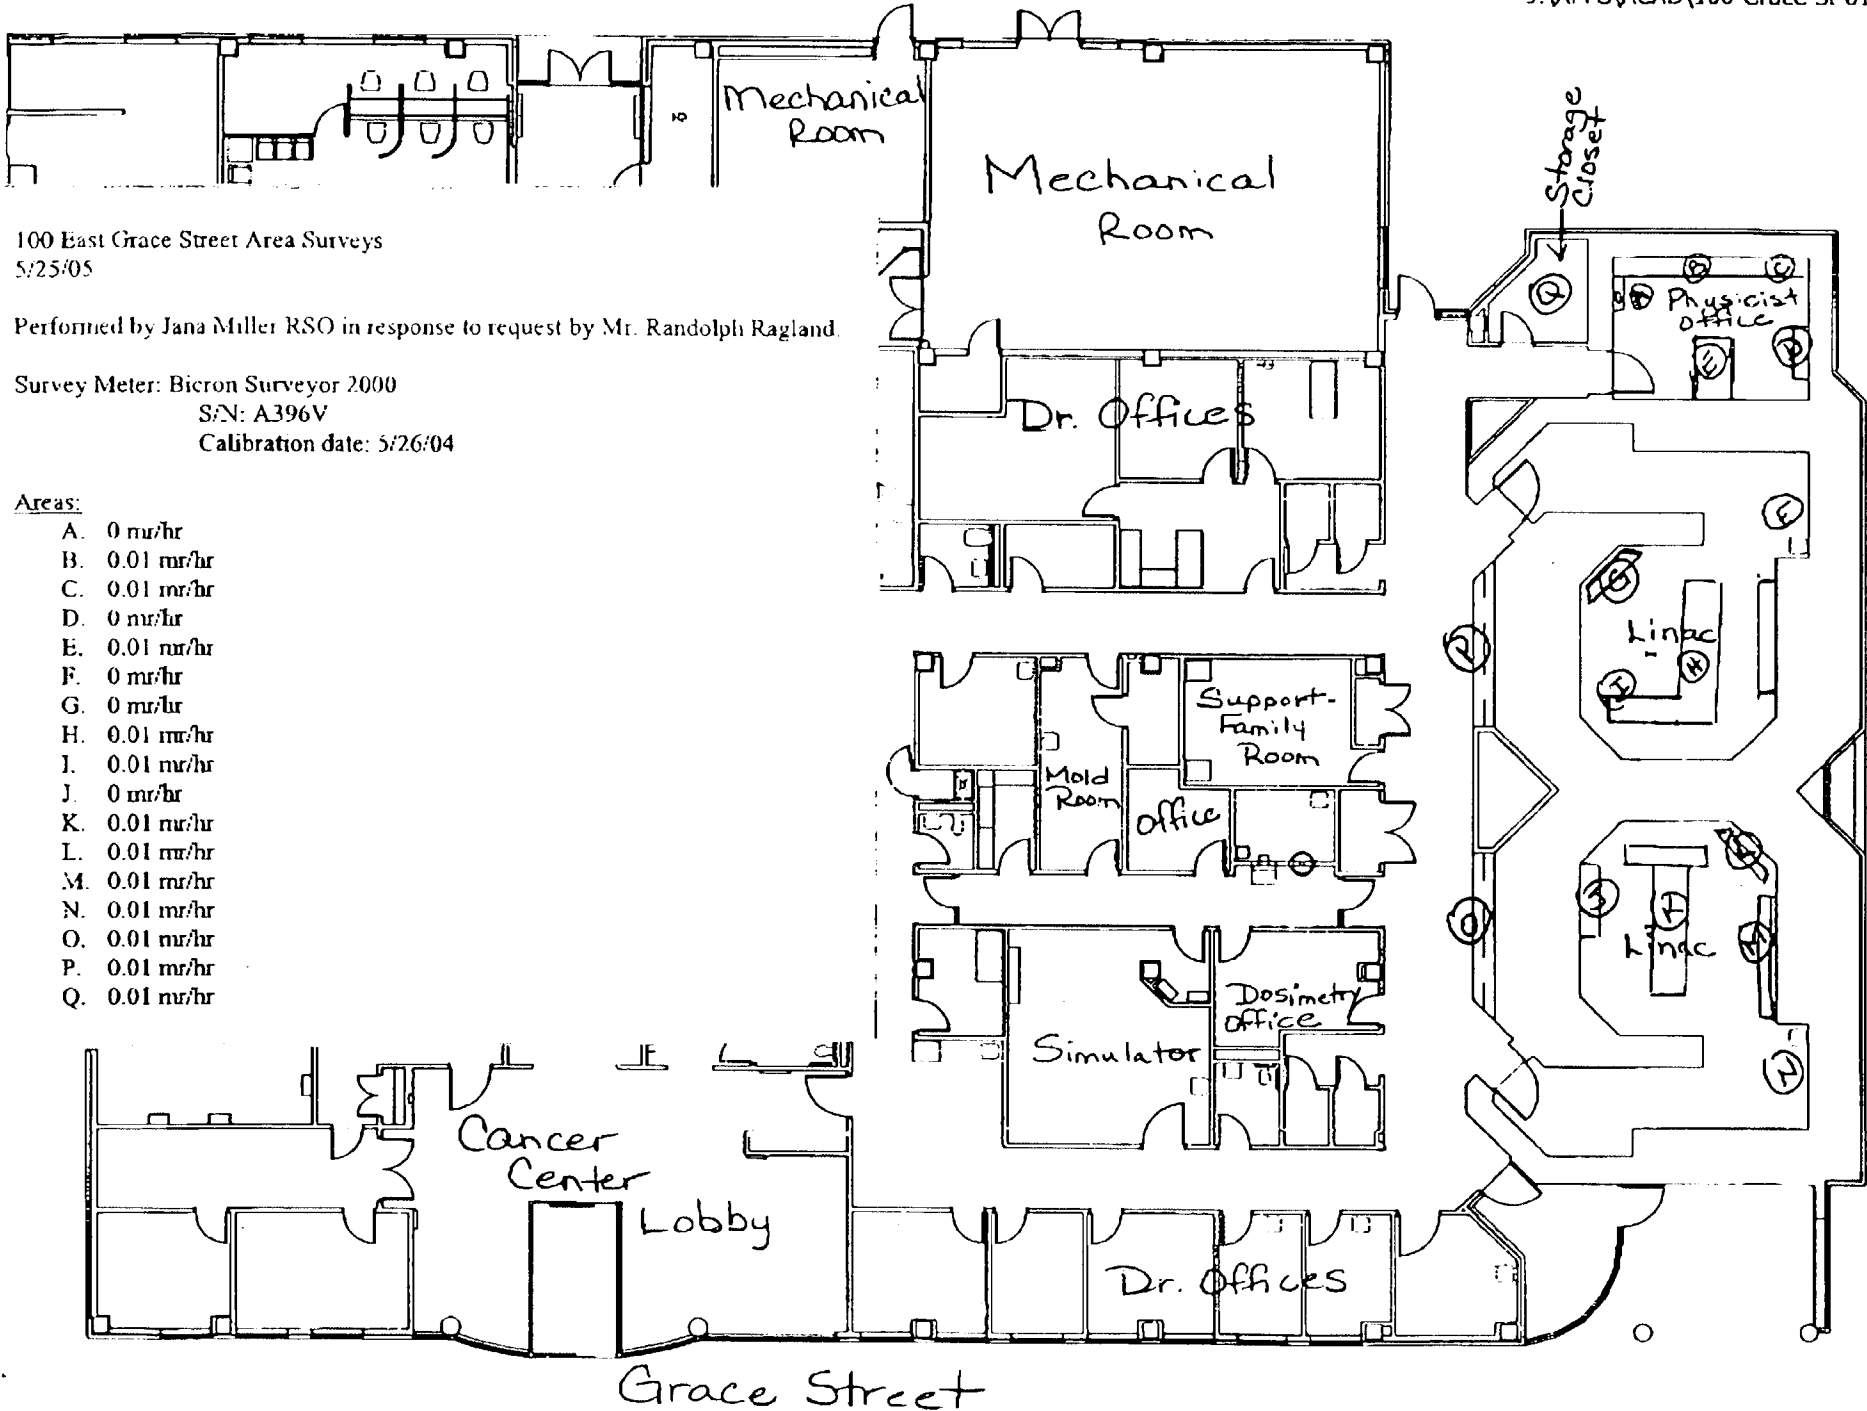 Mechanical
Room
Mechanical
Room
Storage
Closet
100 East Grace Street Area Surveys
5/25/05
Performed by Jana Miller RSO in response to request by Mr. Randolph Ragland.
Survey Meter: Bicron Surveyor 2000
S/N: A396V
Calibration date: 5/26/04
Areas:
A. 0 mr/hr
B. 0.01 mr/hr
C. 0.01 mr/hr
D. 0 mr/hr
E. 0.01 mr/hr
F. 0 mr/hr
G. 0 mr/hr
H. 0.01 mr/hr
I. 0.01 mr/hr
J. 0 mr/hr
K. 0.01 mr/hr
L. 0.01 mr/hr
M. 0.01 mr/hr
N. 0.01 mr/hr
O. 0.01 mr/hr
P. 0.01 mr/hr
Q. 0.01 mr/hr
Q
B
C
Physicist
Office
D
E
Dr. Offices
F
G
Linac
H
I
P
Support-
Family
Room
Mold
Room
Office
K
J
L
M
O
Linac
Dosimetry
Office
Simulator
N
Cancer
Center
Lobby
Dr. Offices
Grace Street